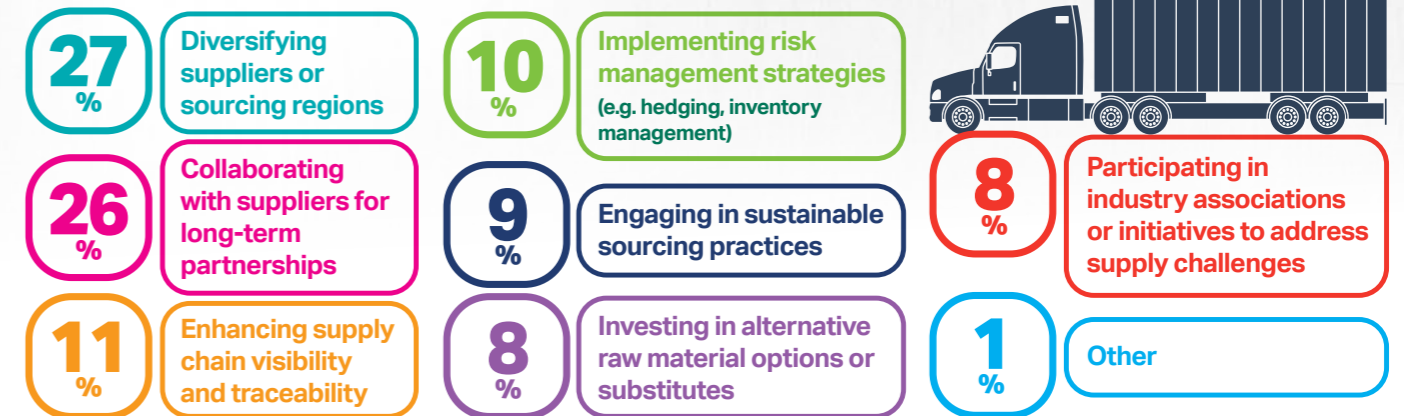 27
%
Diversifying
suppliers or
sourcing regions
26
%
Collaborating
with suppliers for
long-term
partnerships
11
%
Enhancing supply
chain visibility
and traceability
10
%
Implementing risk
management strategies
(e.g. hedging, inventory
management)
9
%
Engaging in sustainable
sourcing practices
8
%
Investing in alternative
raw material options or
substitutes
8
%
Participating in
industry associations
or initiatives to address
supply challenges
1
%
Other